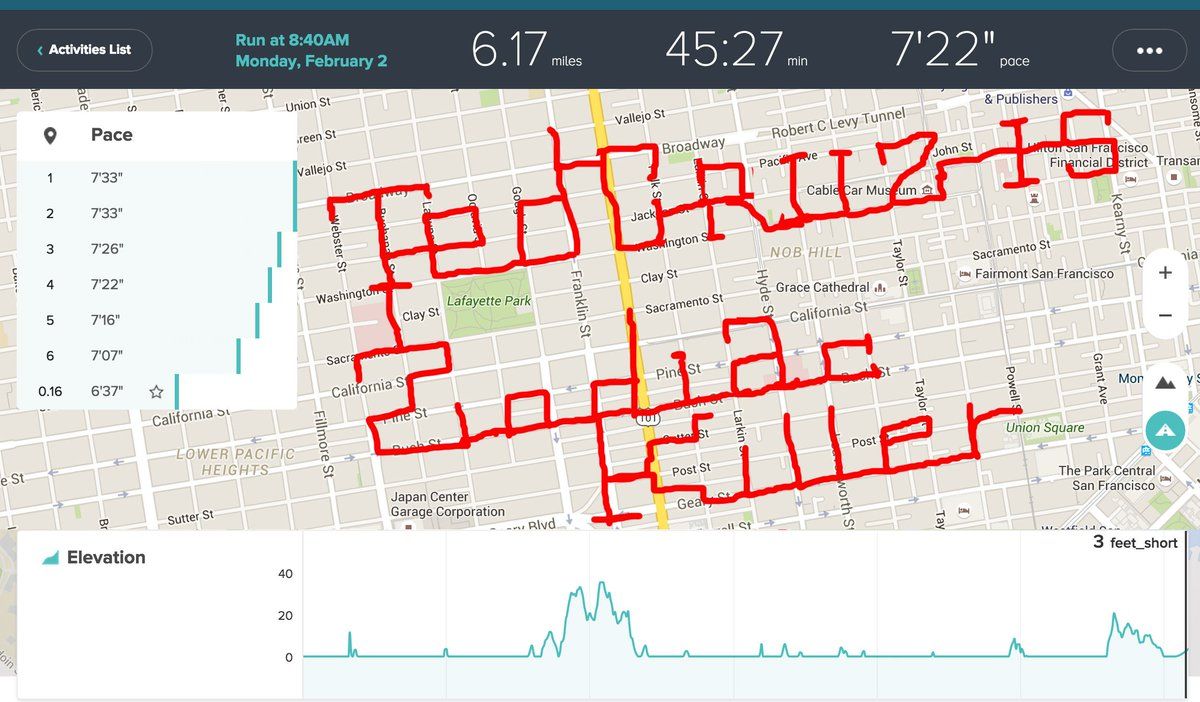 Activities List
Run at 8:40AM
Monday, February 2
6.17 miles
45:27 min
7'22" pace
Pace
1 7'33"
2 7'33"
3 7'26"
4 7'22"
5 7'16"
6 7'07"
0.16 6'37"
Ted CruZ IS
Zodiac
Killer
Union St
Green St
Vallejo St
Vallejo St
Broadway
Broadway
Robert C Levy Tunnel
& Publishers
Pacific Ave
John St
Hilton San Francisco
Financial District
Cable Car Museum
Webster St
Gough St
Washington St
Washington St
NOB HILL
Taylor St
Kearny St
Sacramento St
Fairmont San Francisco
Clay St
Lafayette Park
Franklin St
Hyde St
Grace Cathedral
Washington St
Clay St
Sacramento St
California St
California St
California St
Pine St
Pine St
Bush St
Bush St
Bush St
101
Fillmore St
LOWER PACIFIC
HEIGHTS
Sutter St
Larkin St
Post St
Post St
Geary St
Taylor St
Powell St
Grant Ave
Union Square
The Park Central
San Francisco
Japan Center
Garage Corporation
Sutter St
Geary Blvd
+
−
Elevation
3 feet_short
40
20
0